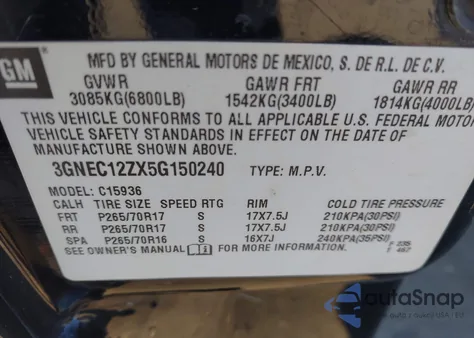 GM
MFD BY GENERAL MOTORS DE MEXICO, S. DE R.L. DE C.V.
GVWR GAWR FRT GAWR RR
3085KG(6800LB) 1542KG(3400LB) 1814KG(4000LB)
THIS VEHICLE CONFORMS TO ALL APPLICABLE U.S. FEDERAL MOTOR
VEHICLE SAFETY STANDARDS IN EFFECT ON THE DATE OF
MANUFACTURE SHOWN ABOVE.
3GNEC12ZX5G150240 TYPE: M.P.V.
MODEL: C15936
CALH TIRE SIZE SPEED RTG RIM COLD TIRE PRESSURE
FRT P265/70R17 S 17X7.5J 210KPA(30PSI)
RR P265/70R17 S 17X7.5J 210KPA(30PSI)
SPA P265/70R16 S 16X7J 240KPA(35PSI)
SEE OWNER'S MANUAL FOR MORE INFORMATION.
autoSnap